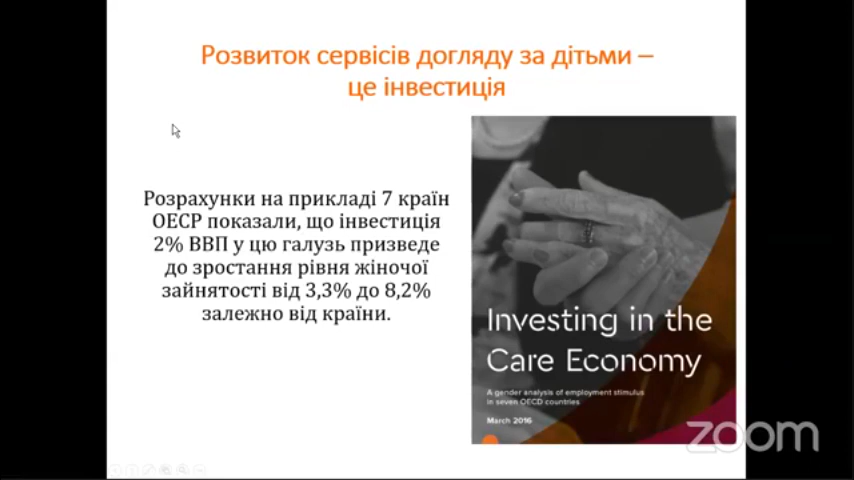 Розвиток сервісів догляду за дітьми –
це інвестиція
Розрахунки на прикладі 7 країн
ОЕСР показали, що інвестиція
2% ВВП у цю галузь призведе
до зростання рівня жіночої
зайнятості від 3,3% до 8,2%
залежно від країни.
Investing in the
Care Economy
A gender analysis of employment stimulus
in seven OECD countries
March 2016
zoom